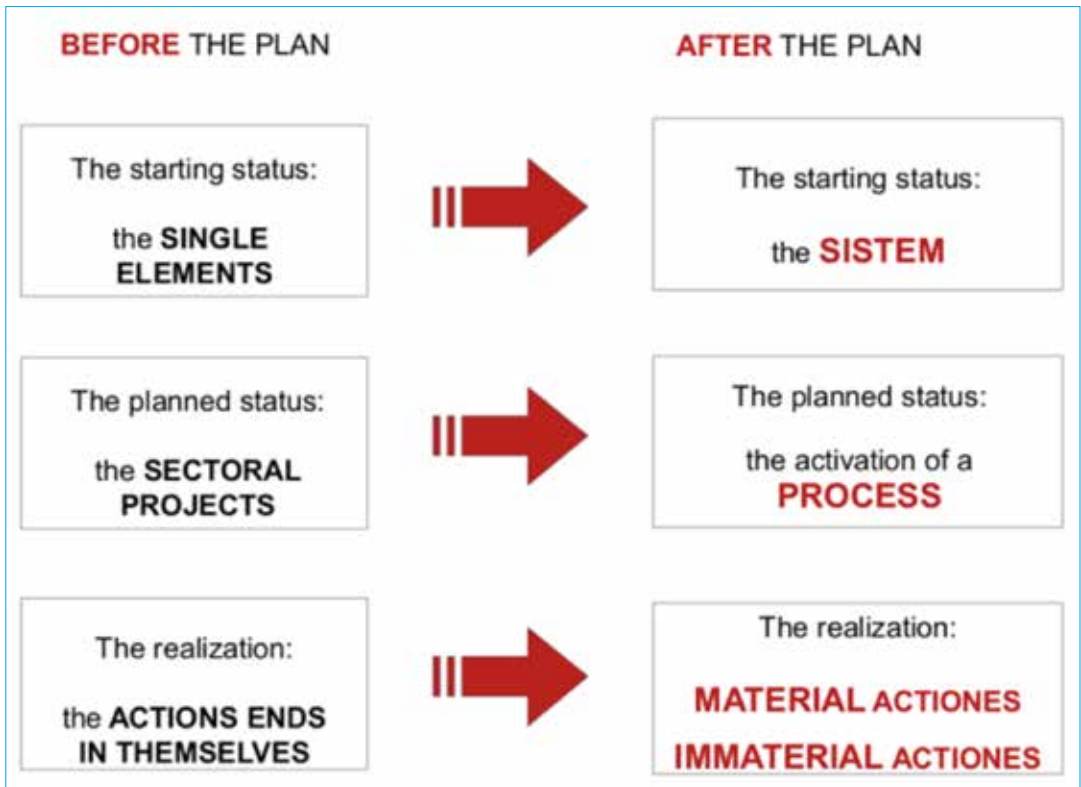 BEFORE THE PLAN
AFTER THE PLAN
The starting status:
the SINGLE
ELEMENTS
The starting status:
the SISTEM
The planned status:
the SECTORAL
PROJECTS
The planned status:
the activation of a
PROCESS
The realization:
the ACTIONS ENDS
IN THEMSELVES
The realization:
MATERIAL ACTIONES
IMMATERIAL ACTIONES